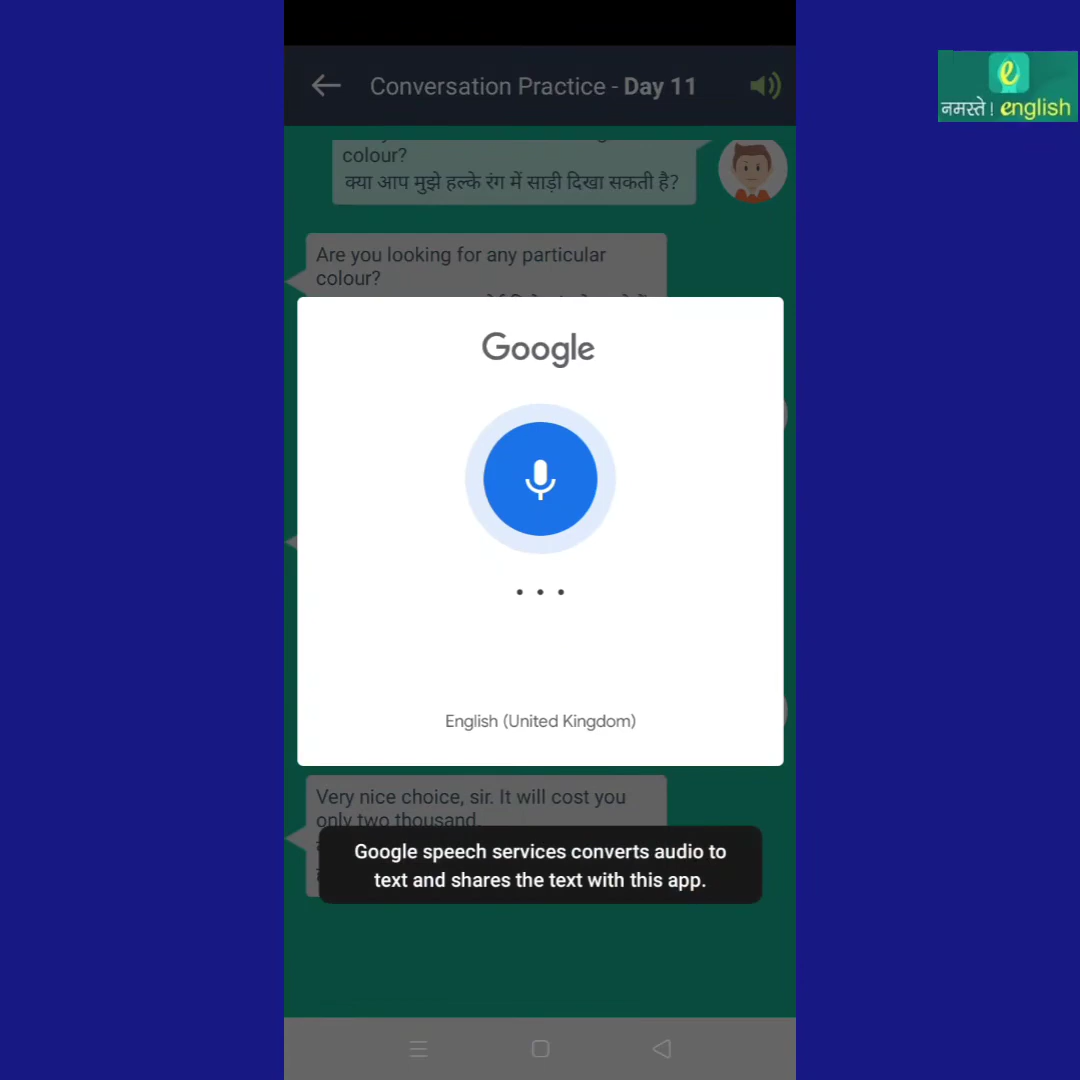 Conversation Practice - Day 11
नमस्ते। english
colour?
क्या आप मुझे हल्के रंग में साड़ी दिखा सकती है?
Are you looking for any particular
colour?
Google
English (United Kingdom)
Very nice choice, sir. It will cost you
only two thousand.
Google speech services converts audio to
text and shares the text with this app.